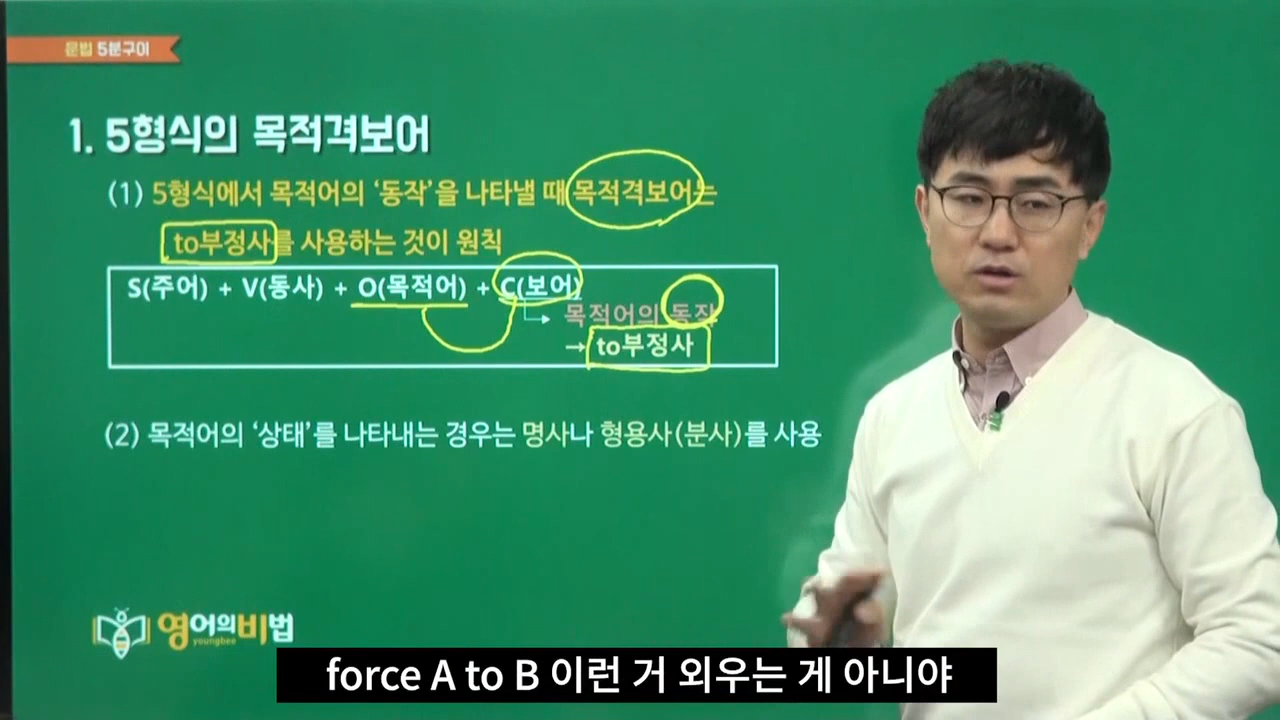 문법 5분구이
1. 5형식의 목적격보어
(1) 5형식에서 목적어의 ‘동작’을 나타낼 때 목적격보어는
to부정사를 사용하는 것이 원칙
S(주어) + V(동사) + O(목적어) + C(보어)
목적어의 동작
→ to부정사
(2) 목적어의 ‘상태’를 나타내는 경우는 명사나 형용사(분사)를 사용
영어의비법
youngbee
force A to B 이런 거 외우는 게 아니야